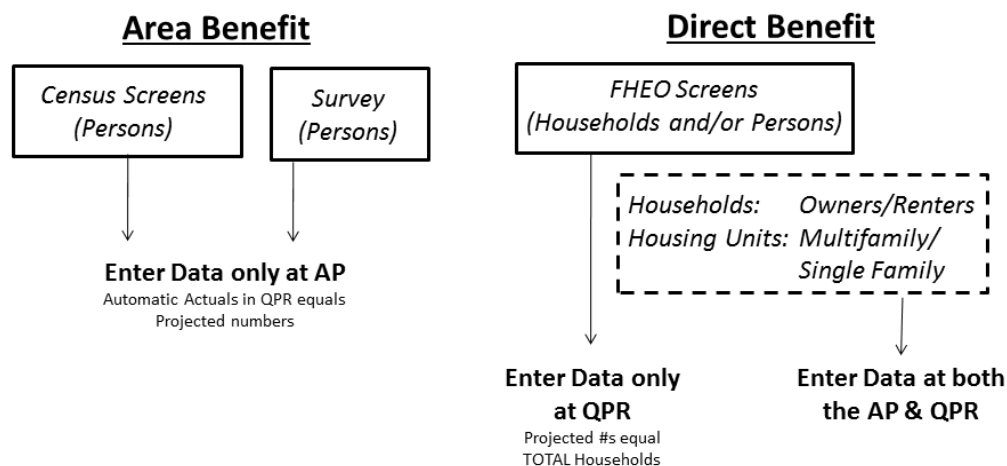 Area Benefit
Census Screens
(Persons)
Survey
(Persons)
Enter Data only at AP
Automatic Actuals in QPR equals
Projected numbers
Direct Benefit
FHEO Screens
(Households and/or Persons)
Households: Owners/Renters
Housing Units: Multifamily/
Single Family
Enter Data only
at QPR
Projected #s equal
TOTAL Households
Enter Data at both
the AP & QPR